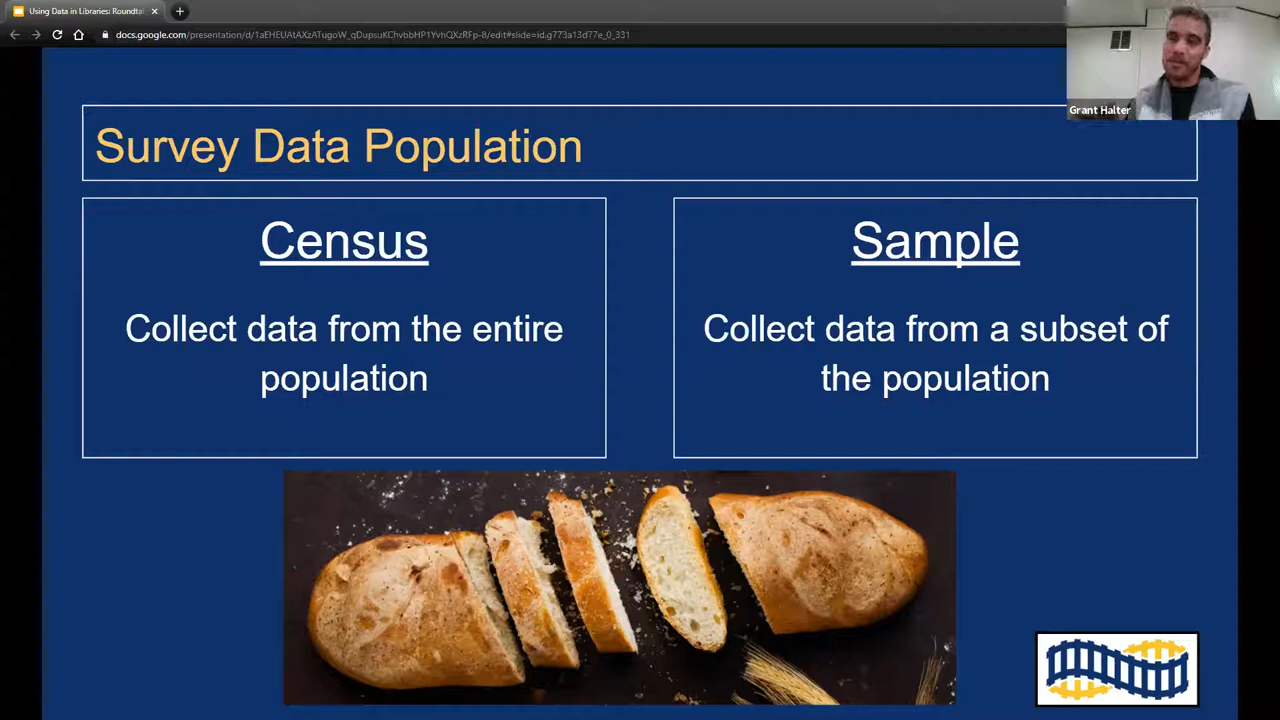 Using Data in Libraries: Roundta
docs.google.com/presentation/d/1aEHEUAtAXzATugoW_qDupsuKChvbbHP1YvhQXzRFp-8/edit#slide=id.g773a13d77e_0_331
Grant Halter
Survey Data Population
Census
Collect data from the entire
population
Sample
Collect data from a subset of
the population